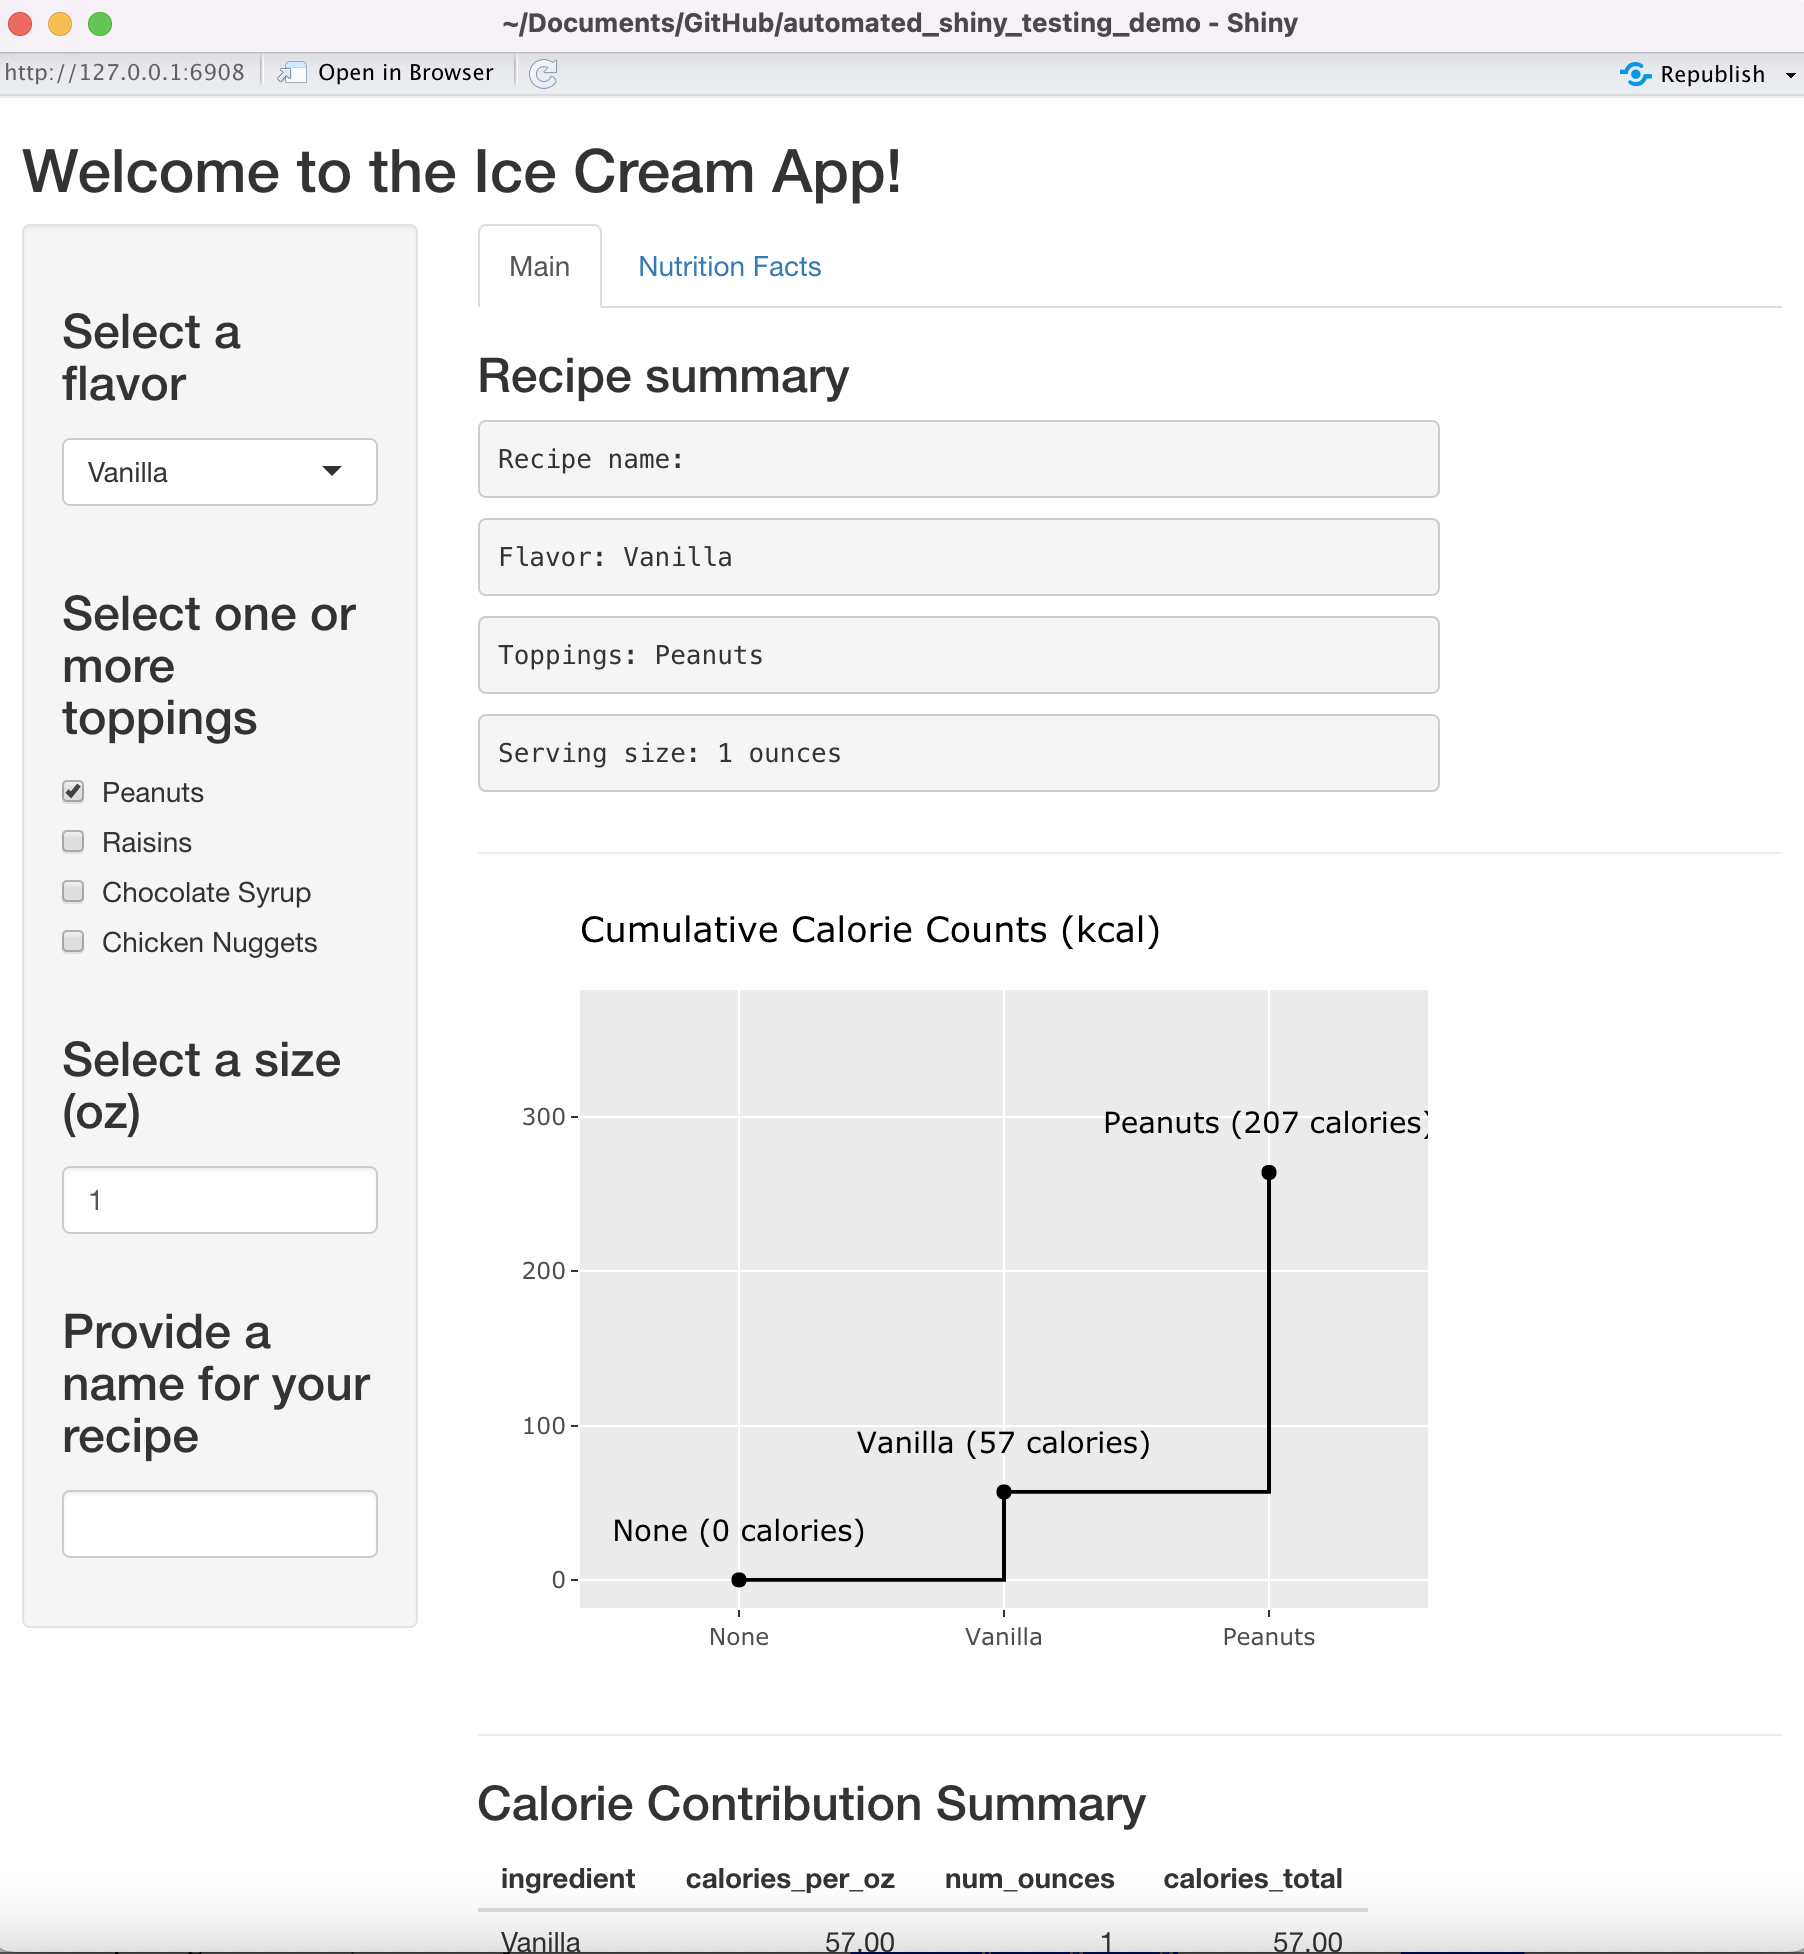 ~/Documents/GitHub/automated_shiny_testing_demo - Shiny
http://127.0.0.1:6908 Open in Browser Republish
Welcome to the Ice Cream App!
Select a
flavor
Vanilla
Select one or
more
toppings
Peanuts
Raisins
Chocolate Syrup
Chicken Nuggets
Select a size
(oz)
1
Provide a
name for your
recipe
Main Nutrition Facts
Recipe summary
Recipe name:
Flavor: Vanilla
Toppings: Peanuts
Serving size: 1 ounces
Cumulative Calorie Counts (kcal)
300
Peanuts (207 calories)
200
100
Vanilla (57 calories)
None (0 calories)
0
None Vanilla Peanuts
Calorie Contribution Summary
ingredient calories_per_oz num_ounces calories_total
Vanilla 57.00 1 57.00